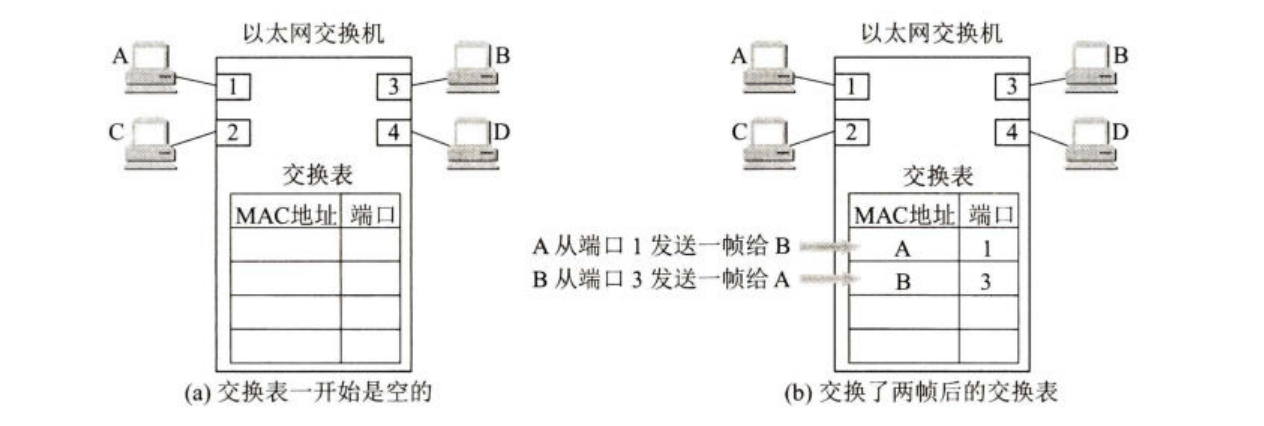 以太网交换机
A
B
1
3
C
2
4
D
交换表
MAC地址 端口
(a) 交换表一开始是空的
以太网交换机
A
B
1
3
C
2
4
D
交换表
MAC地址 端口
A 从端口 1 发送一帧给 B
A 1
B 从端口 3 发送一帧给 A
B 3
(b) 交换了两帧后的交换表